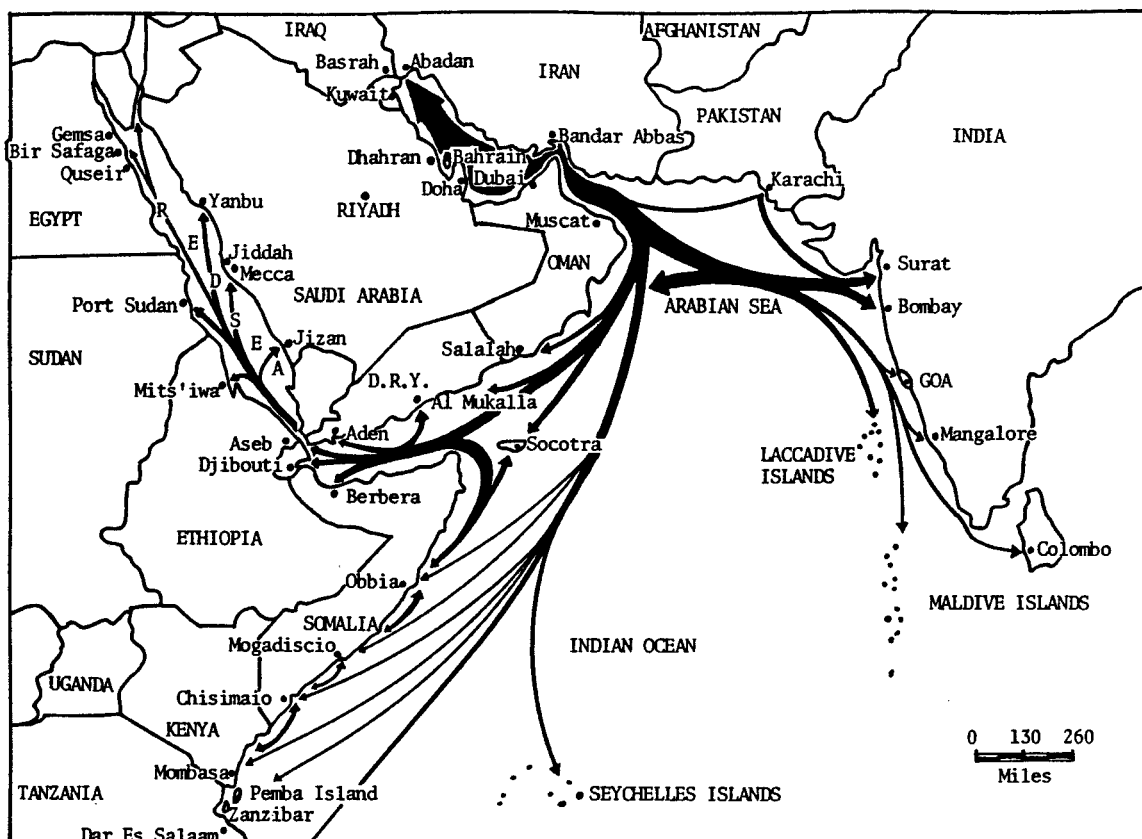 IRAQ
AFGHANISTAN
Basrah
Abadan
IRAN
Kuwait
PAKISTAN
INDIA
Gemsa
Bir Safaga
Quseir
Dhahran
Bahrain
Bandar Abbas
Doha
Dubai
Karachi
Yanbu
RIYADH
EGYPT
Muscat
RED SEA
Jiddah
Mecca
OMAN
Surat
Port Sudan
SAUDI ARABIA
ARABIAN SEA
Bombay
Jizan
Salalah
SUDAN
Mits'iwa
D.R.Y.
Al Mukalla
GOA
Aseb
Aden
Socotra
Mangalore
Djibouti
LACCADIVE
ISLANDS
Berbera
ETHIOPIA
Colombo
Obbia
MALDIVE ISLANDS
SOMALIA
Mogadiscio
INDIAN OCEAN
UGANDA
Chisimaio
KENYA
0 130 260
Miles
Mombasa
TANZANIA
Pemba Island
SEYCHELLES ISLANDS
Zanzibar
Dar Es Salaam